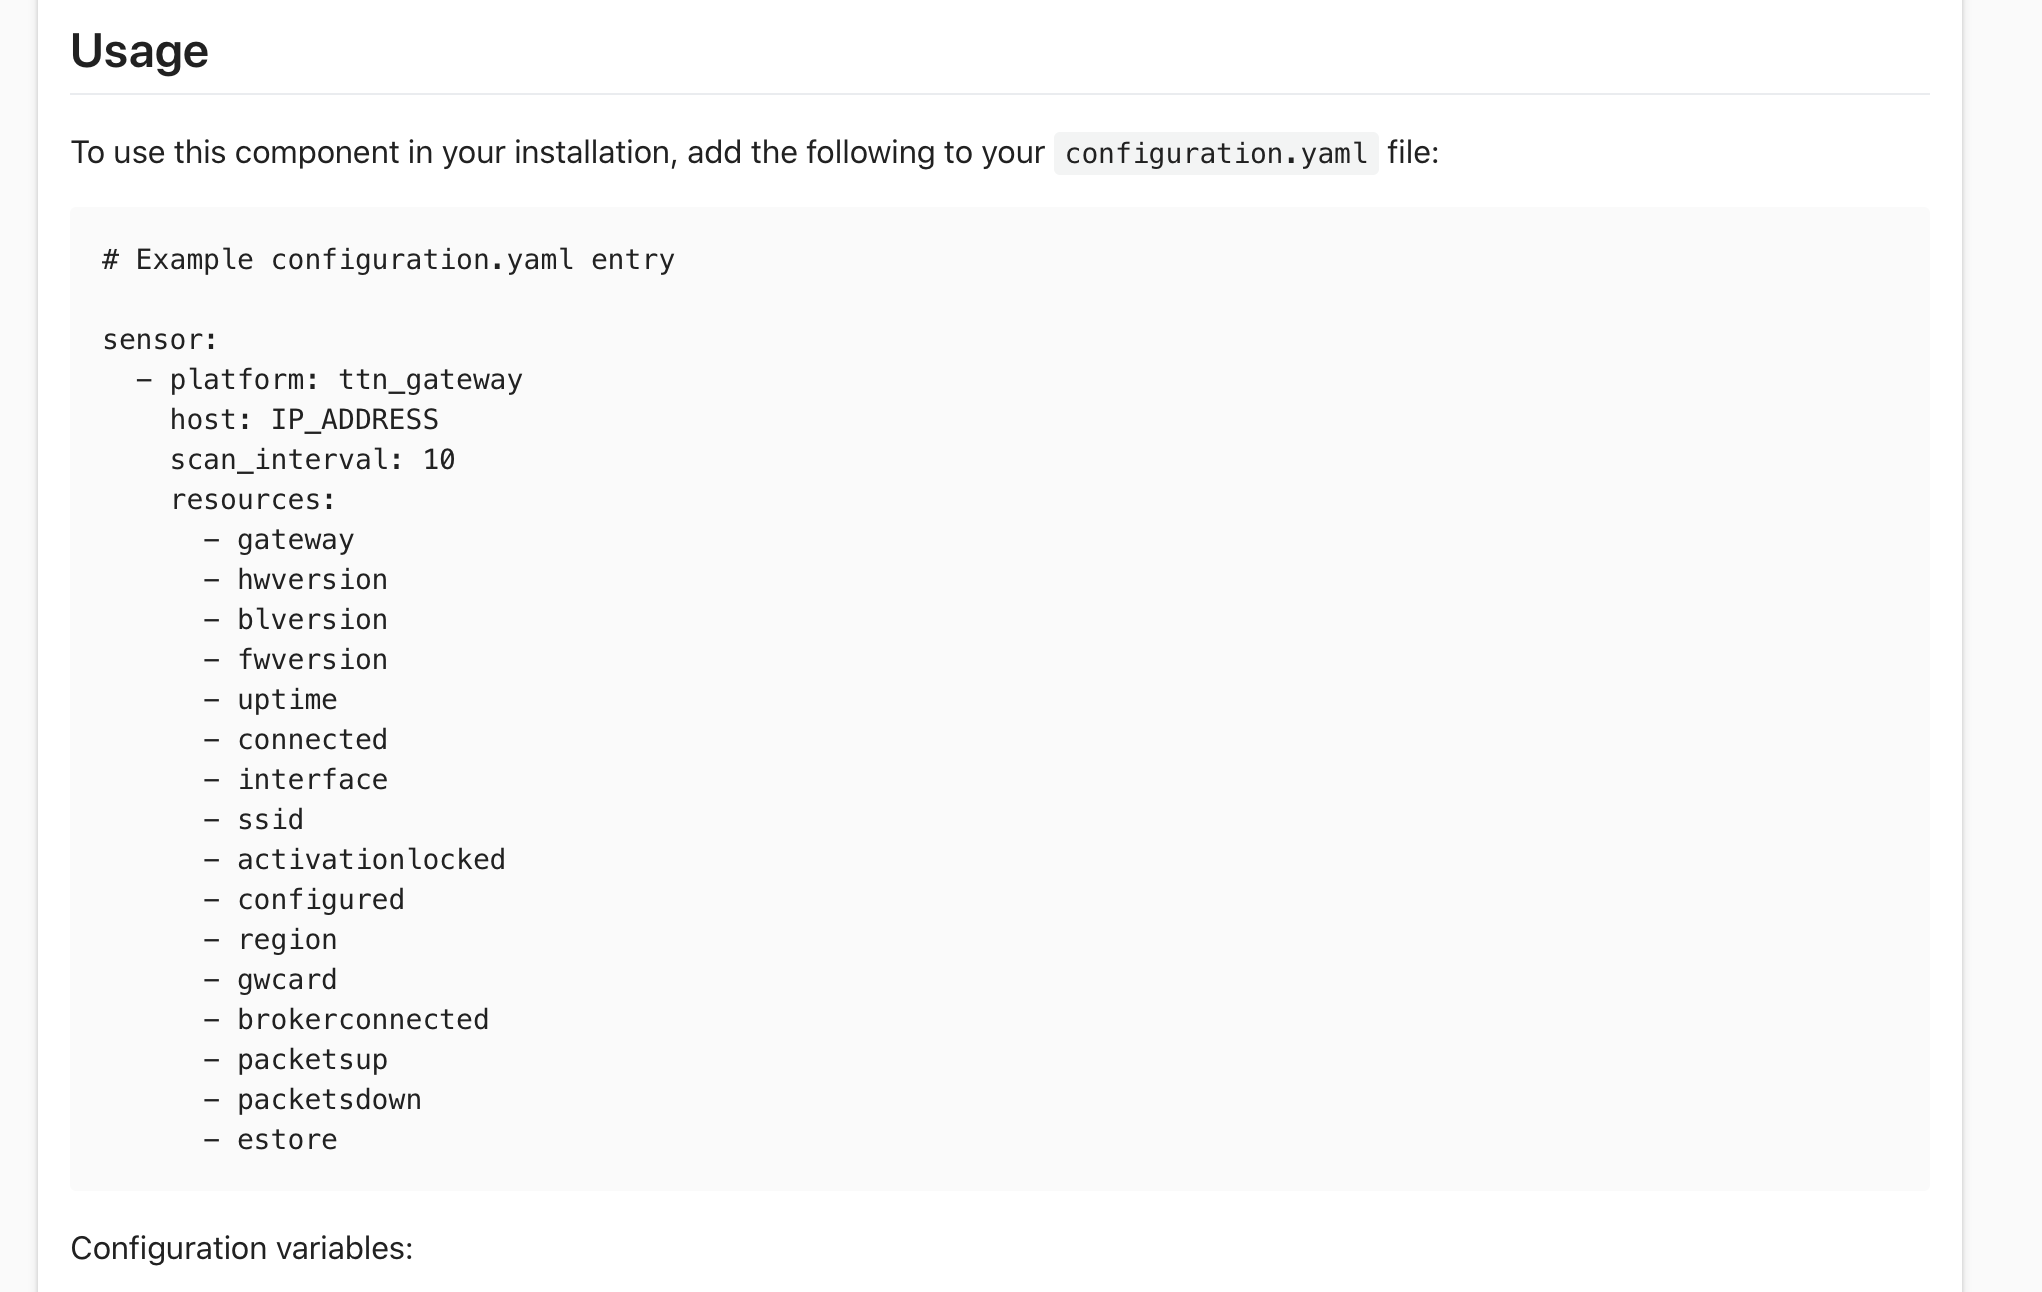 Usage
To use this component in your installation, add the following to your configuration.yaml file:
# Example configuration.yaml entry
sensor:
  - platform: ttn_gateway
    host: IP_ADDRESS
    scan_interval: 10
    resources:
      - gateway
      - hwversion
      - blversion
      - fwversion
      - uptime
      - connected
      - interface
      - ssid
      - activationlocked
      - configured
      - region
      - gwcard
      - brokerconnected
      - packetsup
      - packetsdown
      - estore
Configuration variables: